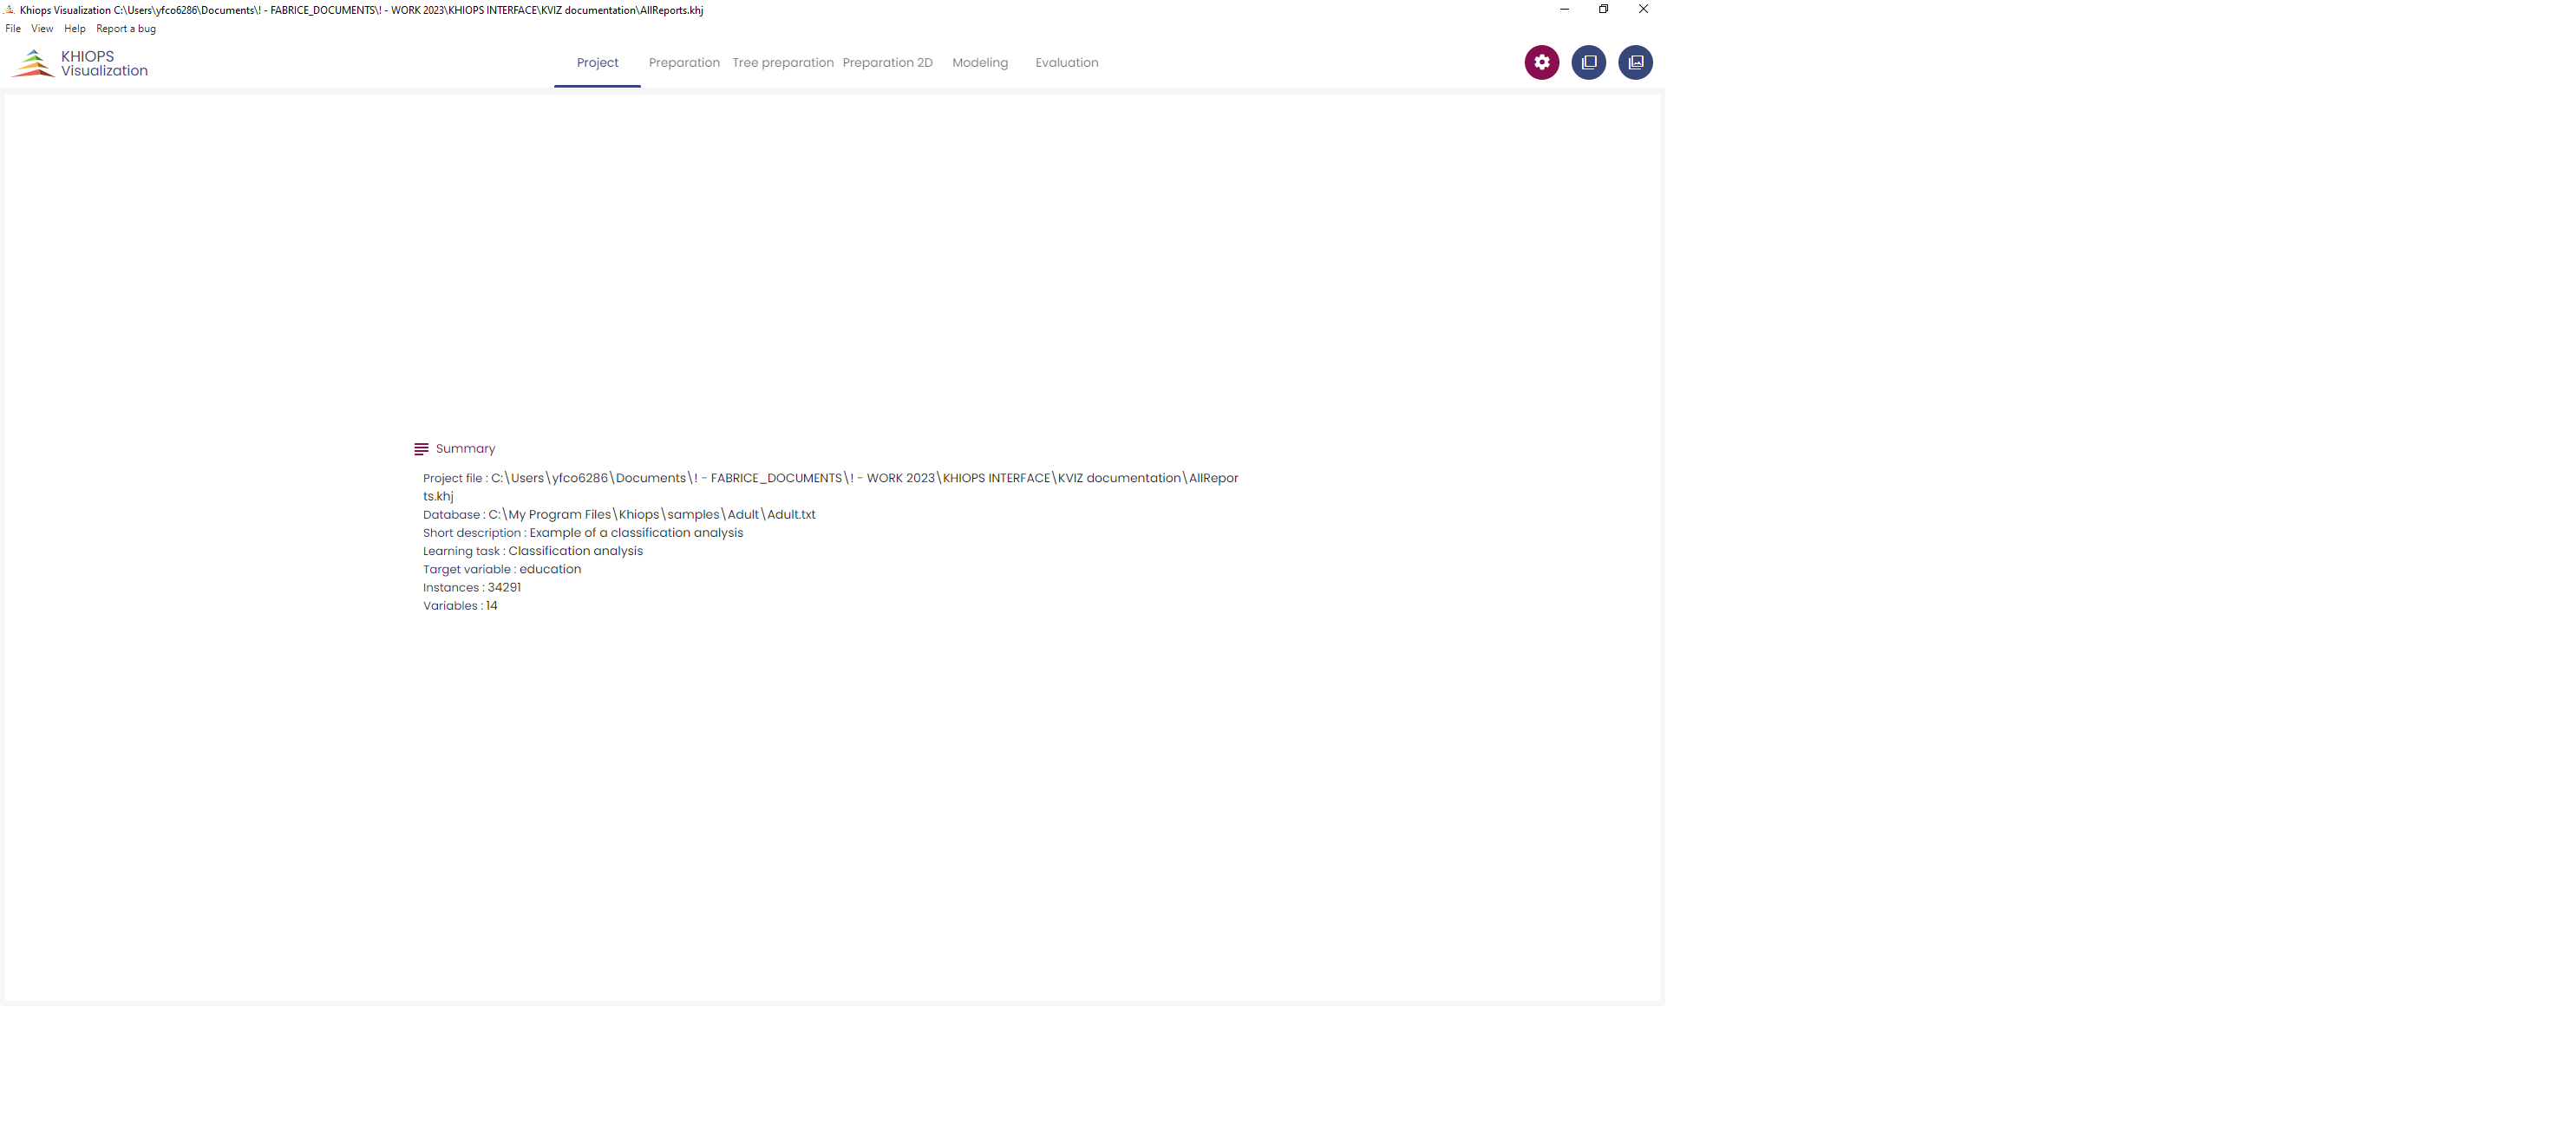 Khiops Visualization C:\Users\yfco6286\Documents\! - FABRICE_DOCUMENTS\! - WORK 2023\KHIOPS INTERFACE\KVIZ documentation\AllReports.khj
File View Help Report a bug
KHIOPS
Visualization
Project Preparation Tree preparation Preparation 2D Modeling Evaluation
Summary
Project file : C:\Users\yfco6286\Documents\! - FABRICE_DOCUMENTS\! - WORK 2023\KHIOPS INTERFACE\KVIZ documentation\AllRepor
ts.khj
Database : C:\My Program Files\Khiops\samples\Adult\Adult.txt
Short description : Example of a classification analysis
Learning task : Classification analysis
Target variable : education
Instances : 34291
Variables : 14